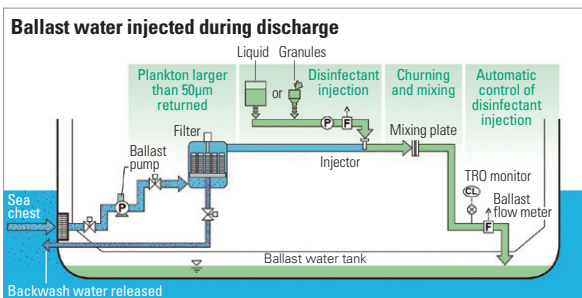 Ballast water injected during discharge
Liquid Granules
or
Plankton larger
than 50μm
returned
Disinfectant
injection
Churning
and mixing
Automatic
control of
disinfectant
injection
P
F
Filter
Injector
Mixing plate
Ballast
pump
P
TRO monitor
CL
Ballast
flow meter
F
Sea
chest
Ballast water tank
Backwash water released